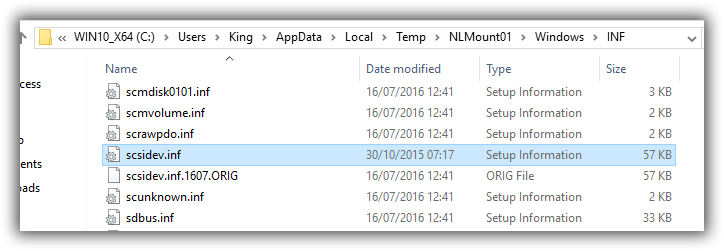 « WIN10_X64 (C:) › Users › King › AppData › Local › Temp › NLMount01 › Windows › INF
Name Date modified Type Size
cess
scmdisk0101.inf 16/07/2016 12:41 Setup Information 3 KB
scmvolume.inf 16/07/2016 12:41 Setup Information 2 KB
scrawpdo.inf 16/07/2016 12:41 Setup Information 2 KB
scsidev.inf 30/10/2015 07:17 Setup Information 57 KB
ents
scsidev.inf.1607.ORIG 16/07/2016 12:41 ORIG File 57 KB
oads
scunknown.inf 16/07/2016 12:41 Setup Information 2 KB
sdbus.inf 16/07/2016 12:41 Setup Information 33 KB